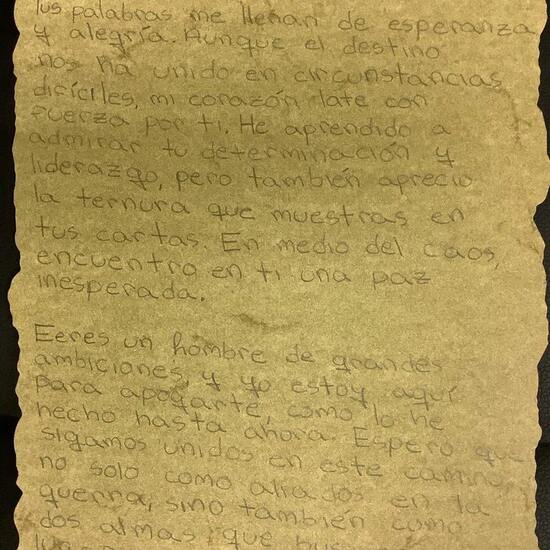 Tus palabras me llenan de esperanza
y alegría. Aunque el destino
nos ha unido en circunstancias
difíciles, mi corazón late con
fuerza por ti. He aprendido a
admirar tu determinación y
liderazgo, pero también aprecio
la ternura que muestras en
tus cartas. En medio del caos,
encuentro en ti una paz
inesperada.
Eeres un hombre de grandes
ambiciones, y yo estoy aquí
para apoyarte, como lo he
hecho hasta ahora. Espero que
sigamos unidos en este camino,
no solo como aliados en la
guerra, sino también como
dos almas que